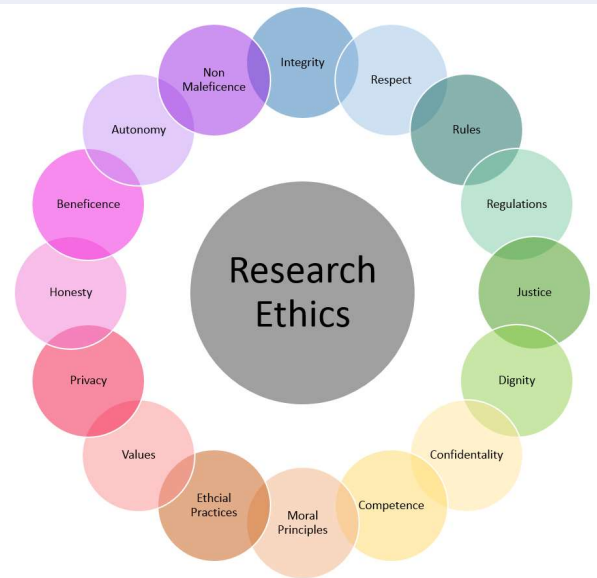 Integrity
Respect
Rules
Regulations
Justice
Dignity
Confidentality
Competence
Moral
Principles
Ethcial
Practices
Values
Privacy
Honesty
Beneficence
Autonomy
Non
Maleficence
Research
Ethics